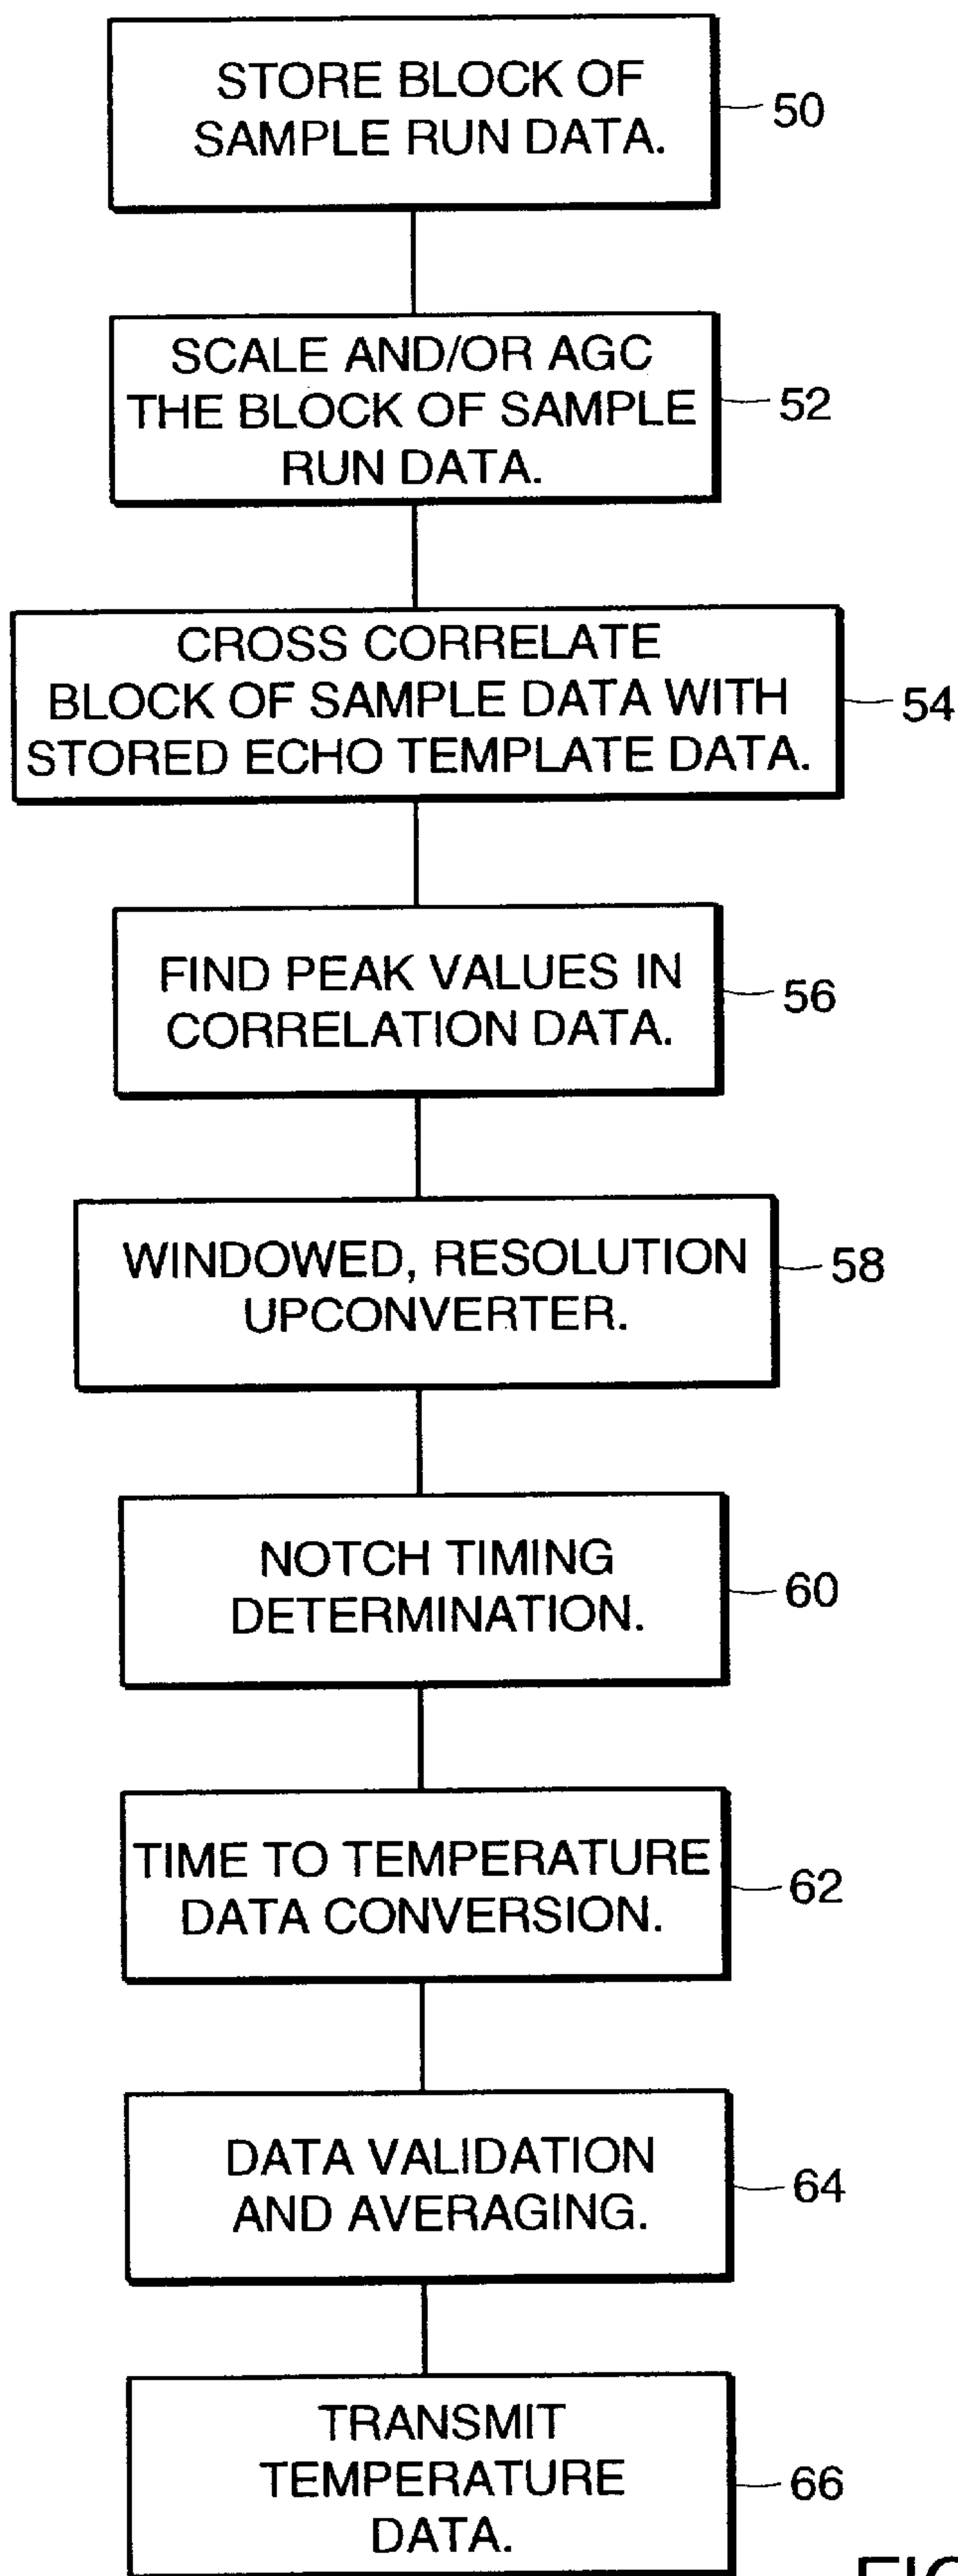 STORE BLOCK OF
SAMPLE RUN DATA.
50
SCALE AND/OR AGC
THE BLOCK OF SAMPLE
RUN DATA.
52
CROSS CORRELATE
BLOCK OF SAMPLE DATA WITH
STORED ECHO TEMPLATE DATA.
54
FIND PEAK VALUES IN
CORRELATION DATA.
56
WINDOWED, RESOLUTION
UPCONVERTER.
58
NOTCH TIMING
DETERMINATION.
60
TIME TO TEMPERATURE
DATA CONVERSION.
62
DATA VALIDATION
AND AVERAGING.
64
TRANSMIT
TEMPERATURE
DATA.
66